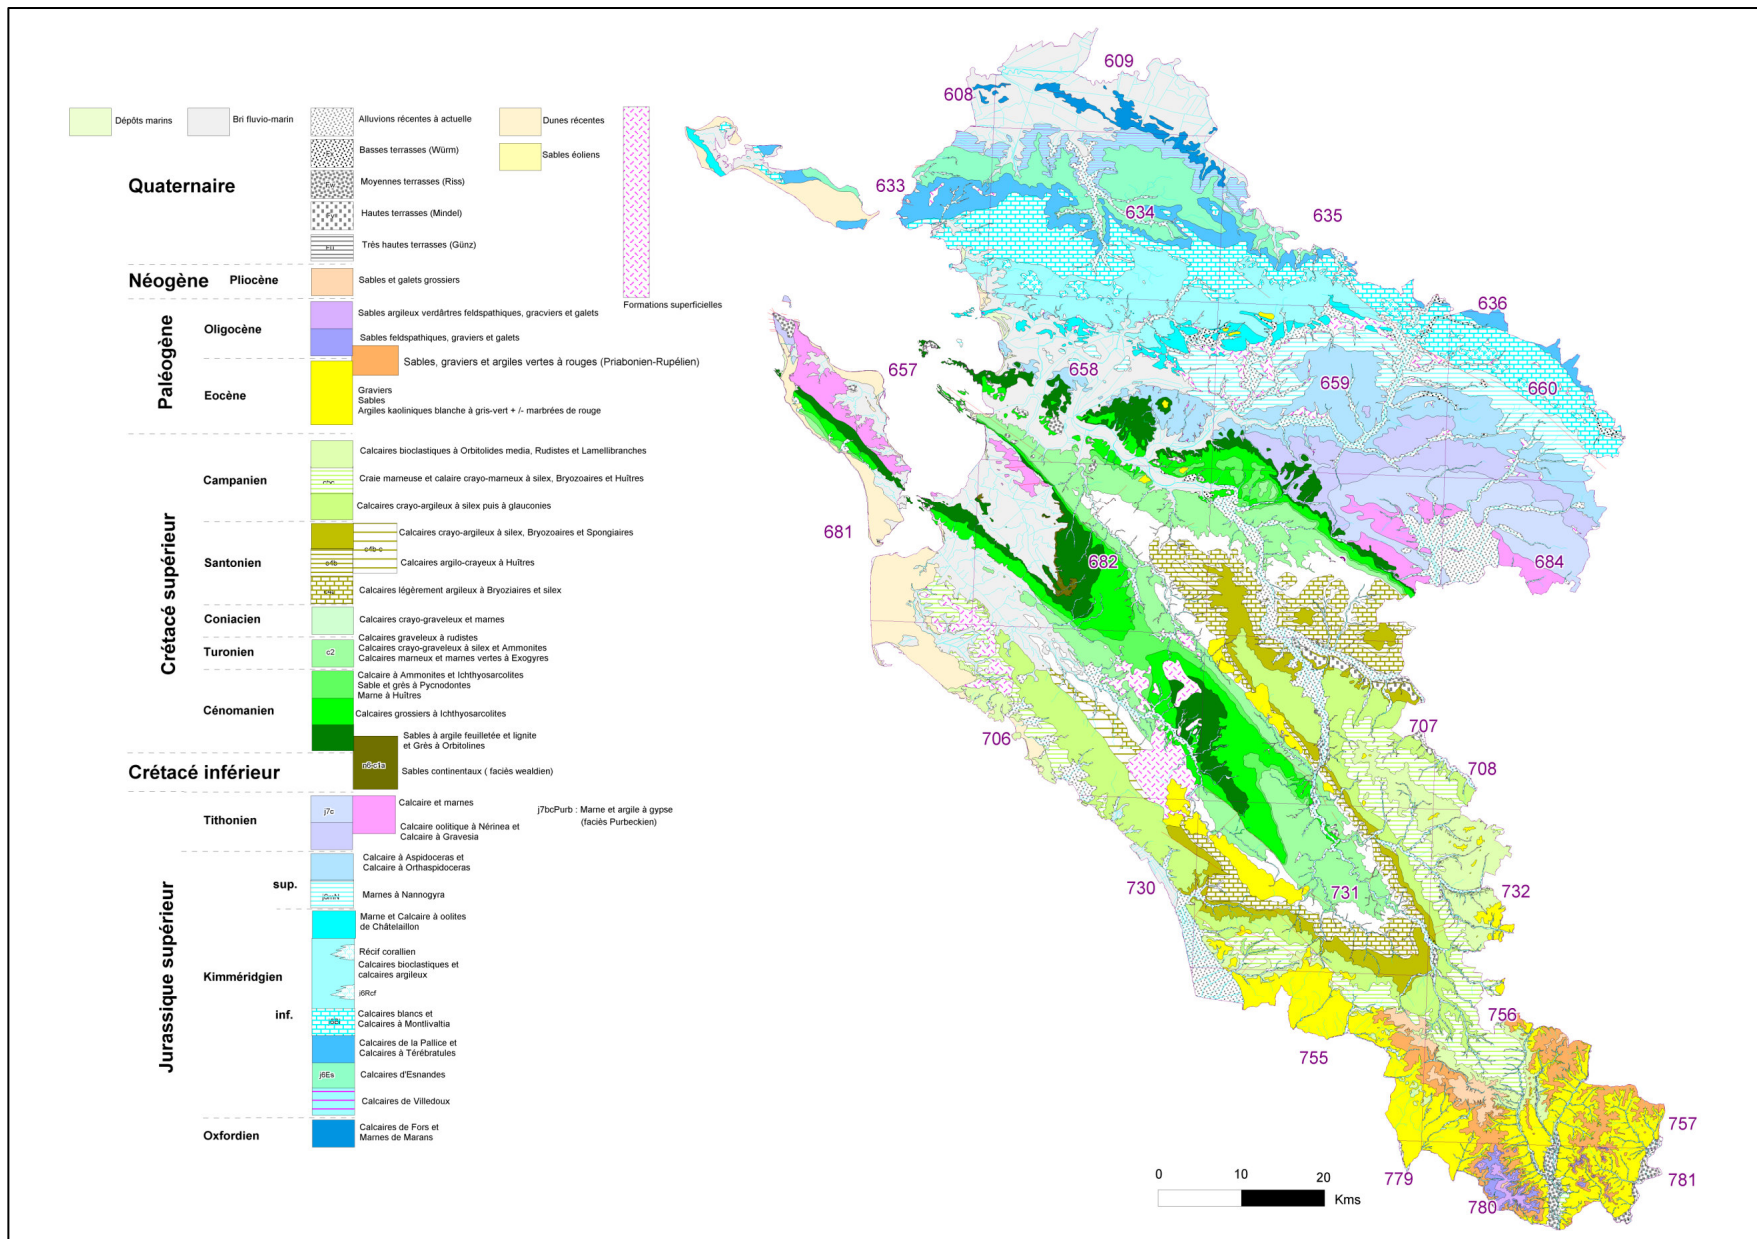 Dépôts marins
Bri fluvio-marin
Alluvions récentes à actuelle
Dunes récentes
Basses terrasses (Würm)
Sables éoliens
Quaternaire
Moyennes terrasses (Riss)
Hautes terrasses (Mindel)
Très hautes terrasses (Günz)
Formations superficielles
Néogène
Pliocène
Sables et galets grossiers
Paléogène
Oligocène
Sables argileux verdârtres feldspathiques, gracviers et galets
Sables feldspathiques, graviers et galets
Sables, graviers et argiles vertes à rouges (Priabonien-Rupélien)
Eocène
Graviers
Sables
Argiles kaoliniques blanche à gris-vert + /- marbrées de rouge
Crétacé supérieur
Campanien
Calcaires bioclastiques à Orbitolides media, Rudistes et Lamellibranches
Craie marneuse et calaire crayo-marneux à silex, Bryozoaires et Huîtres
Calcaires crayo-argileux à silex puis à glauconies
Santonien
Calcaires crayo-argileux à silex, Bryozoaires et Spongiaires
c4b-c
c4b
Calcaires argilo-crayeux à Huîtres
c4a
Calcaires légèrement argileux à Bryoziaires et silex
Coniacien
Calcaires crayo-graveleux et marnes
Turonien
c2
Calcaires graveleux à rudistes
Calcaires crayo-graveleux à silex et Ammonites
Calcaires marneux et marnes vertes à Exogyres
Cénomanien
Calcaire à Ammonites et Ichthyosarcolites
Sable et grès à Pycnodontes
Marne à Huîtres
Calcaires grossiers à Ichthyosarcolites
Sables à argile feuilletée et lignite
et Grès à Orbitolines
Crétacé inférieur
n6-c1a
Sables continentaux ( faciès wealdien)
Jurassique supérieur
Tithonien
j7c
Calcaire et marnes
j7bcPurb : Marne et argile à gypse
(faciès Purbeckien)
Calcaire oolitique à Nérinea et
Calcaire à Gravesia
sup.
Calcaire à Aspidoceras et
Calcaire à Orthaspidoceras
j6mN
Marnes à Nannogyra
Kimméridgien
Marne et Calcaire à oolites
de Châtelaillon
Récif corallien
Calcaires bioclastiques et
calcaires argileux
j6Rcf
inf.
Calcaires blancs et
Calcaires à Montlivaltia
Calcaires de la Pallice et
Calcaires à Térébratules
j6Es
Calcaires d'Esnandes
Calcaires de Villedoux
Oxfordien
Calcaires de Fors et
Marnes de Marans
609
608
633
634
635
636
657
658
659
660
681
682
684
706
707
708
730
731
732
755
756
757
779
780
781
0 10 20
Kms